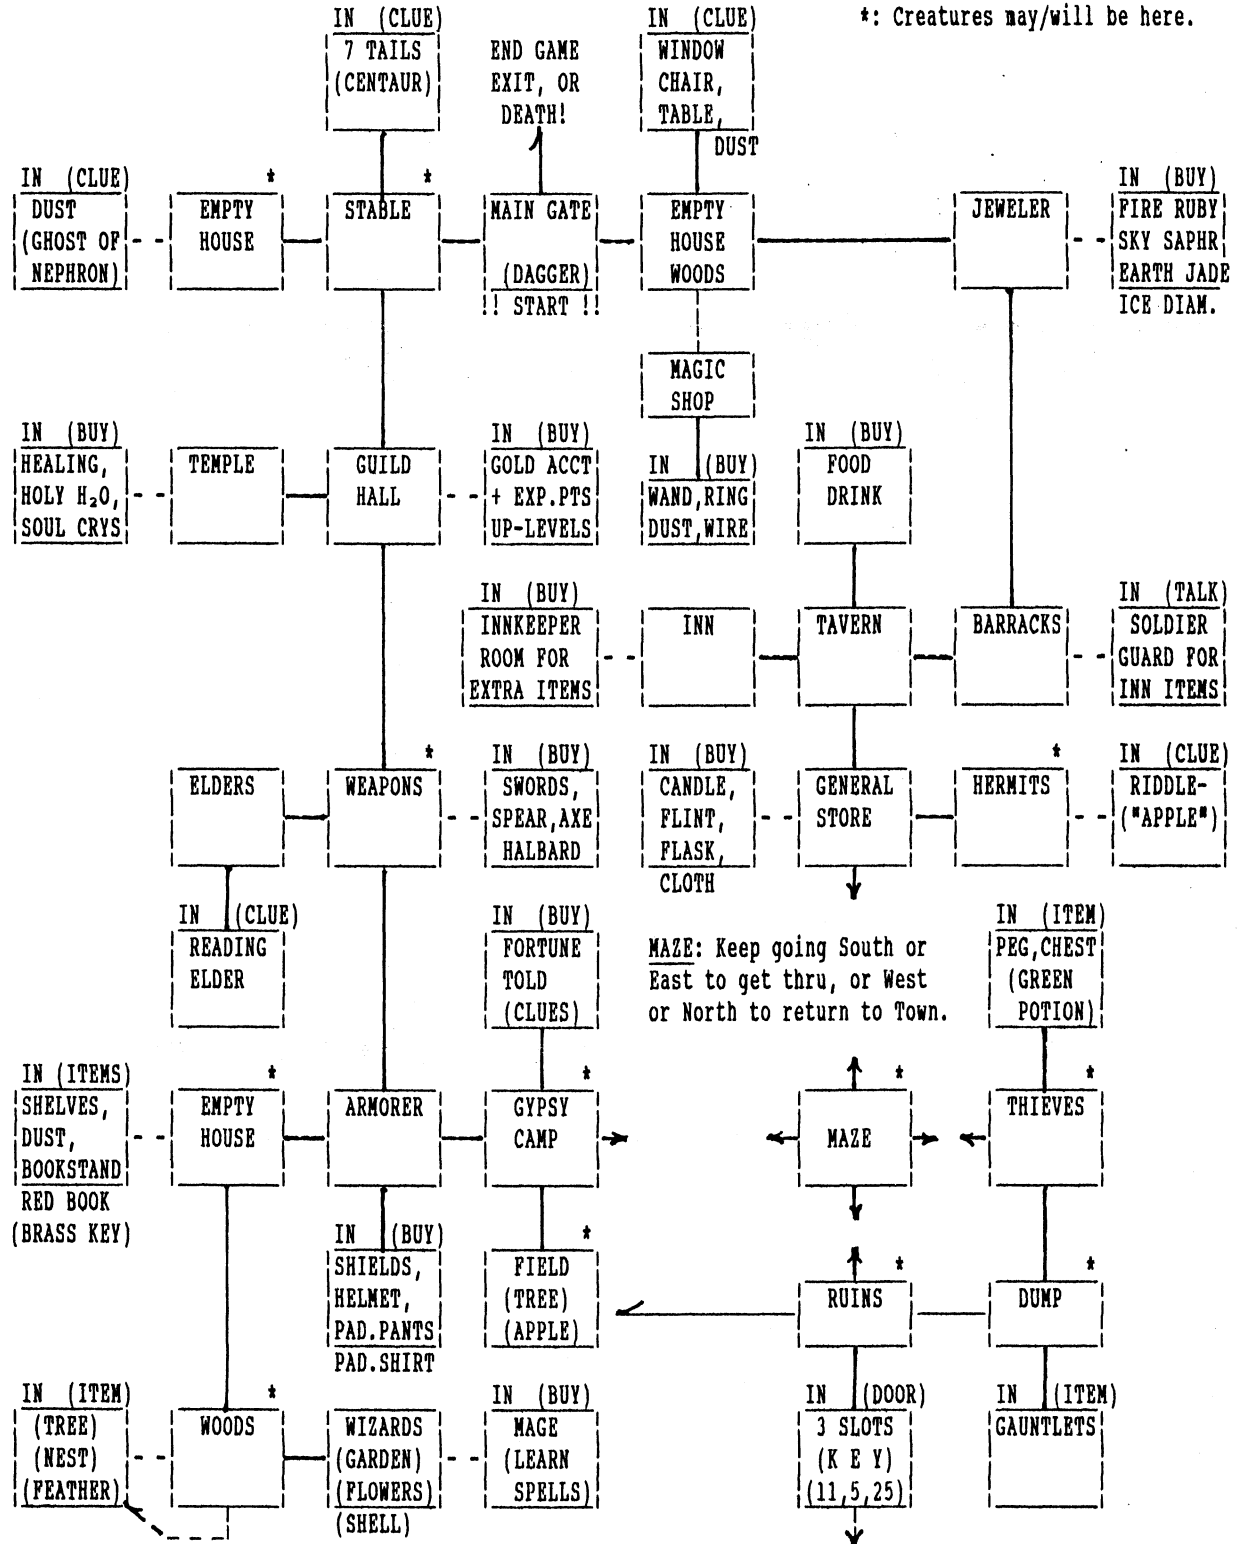 IN (CLUE)
7 TAILS
(CENTAUR)
END GAME
EXIT, OR
DEATH!
IN (CLUE)
WINDOW
CHAIR,
TABLE,
DUST
*: Creatures may/will be here.
IN (CLUE)
DUST
(GHOST OF
NEPHRON)
*
EMPTY
HOUSE
*
STABLE
MAIN GATE
(DAGGER)
!! START !!
EMPTY
HOUSE
WOODS
JEWELER
IN (BUY)
FIRE RUBY
SKY SAPHR
EARTH JADE
ICE DIAM.
MAGIC
SHOP
IN (BUY)
HEALING,
HOLY H₂O,
SOUL CRYS
TEMPLE
GUILD
HALL
IN (BUY)
GOLD ACCT
+ EXP.PTS
UP-LEVELS
IN (BUY)
WAND,RING
DUST,WIRE
IN (BUY)
FOOD
DRINK
IN (BUY)
INNKEEPER
ROOM FOR
EXTRA ITEMS
INN
TAVERN
BARRACKS
IN (TALK)
SOLDIER
GUARD FOR
INN ITEMS
ELDERS
*
WEAPONS
IN (BUY)
SWORDS,
SPEAR,AXE
HALBARD
IN (BUY)
CANDLE,
FLINT,
FLASK,
CLOTH
GENERAL
STORE
*
HERMITS
IN (CLUE)
RIDDLE-
("APPLE")
IN (CLUE)
READING
ELDER
IN (BUY)
FORTUNE
TOLD
(CLUES)
MAZE: Keep going South or
East to get thru, or West
or North to return to Town.
IN (ITEM)
PEG,CHEST
(GREEN
POTION)
IN (ITEMS)
SHELVES,
DUST,
BOOKSTAND
RED BOOK
(BRASS KEY)
*
EMPTY
HOUSE
ARMORER
*
GYPSY
CAMP
*
MAZE
*
THIEVES
IN (BUY)
SHIELDS,
HELMET,
PAD.PANTS
PAD.SHIRT
*
FIELD
(TREE)
(APPLE)
*
RUINS
*
DUMP
IN (ITEM)
(TREE)
(NEST)
(FEATHER)
*
WOODS
WIZARDS
(GARDEN)
(FLOWERS)
(SHELL)
IN (BUY)
MAGE
(LEARN
SPELLS)
IN (DOOR)
3 SLOTS
(K E Y)
(11,5,25)
IN (ITEM)
GAUNTLETS